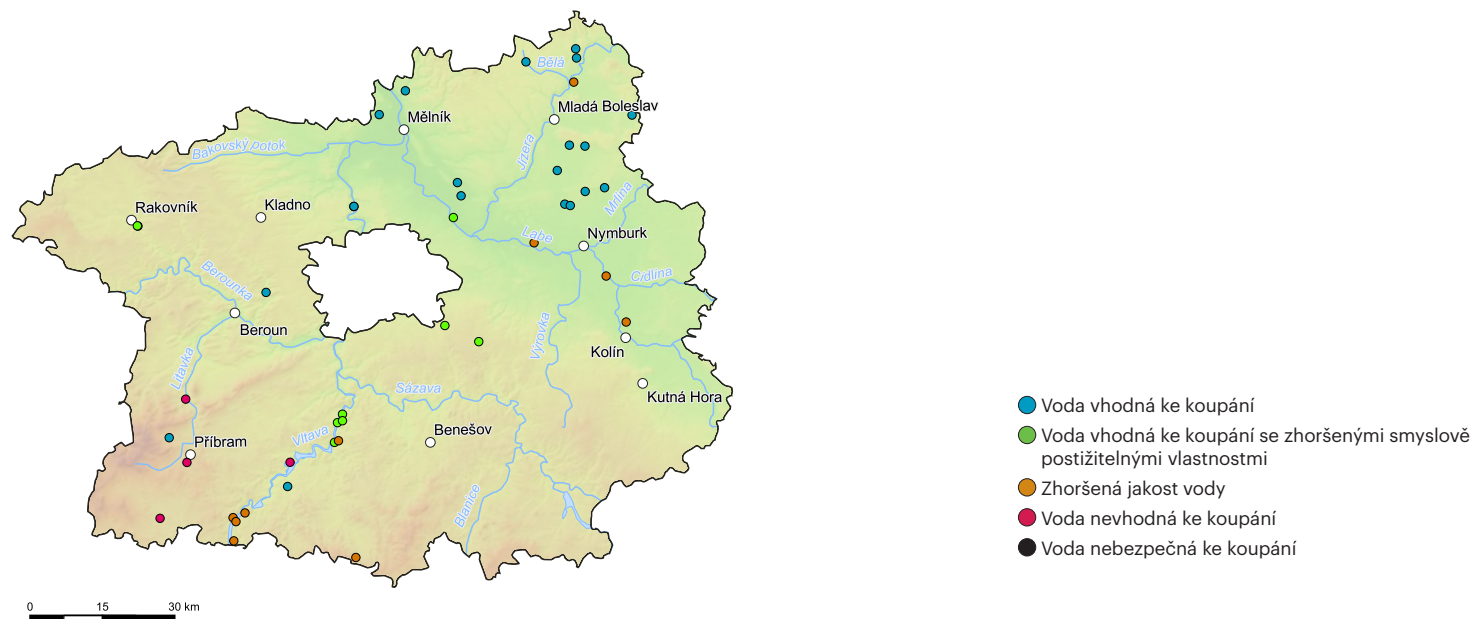 Bělá
Mladá Boleslav
Mělník
Jizera
Bakovský potok
Mrlina
Rakovník
Kladno
Labe
Nymburk
Berounka
Cidlina
Beroun
Výrovka
Kolín
Litavka
Sázava
Kutná Hora
Příbram
Vltava
Benešov
Blanice
Voda vhodná ke koupání
Voda vhodná ke koupání se zhoršenými smyslově
postižitelnými vlastnostmi
Zhoršená jakost vody
Voda nevhodná ke koupání
Voda nebezpečná ke koupání
0 15 30 km